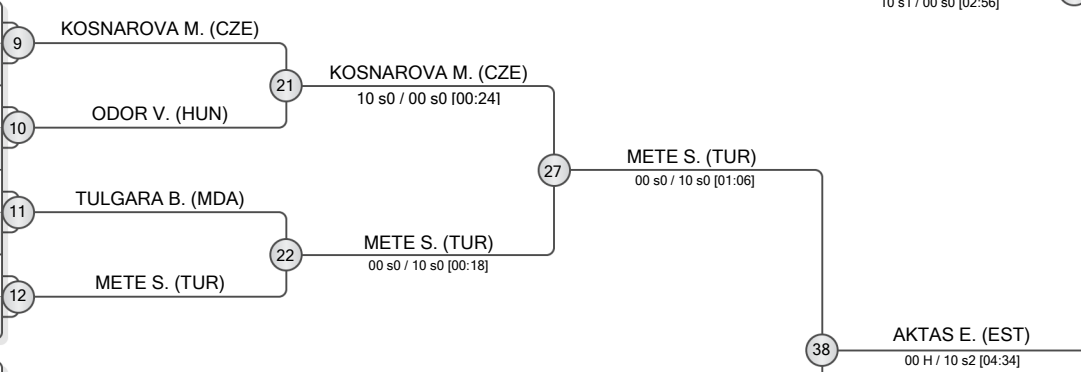 10 s1 / 00 s0 [02:56]
9
KOSNAROVA M. (CZE)
21
KOSNAROVA M. (CZE)
10 s0 / 00 s0 [00:24]
10
ODOR V. (HUN)
27
METE S. (TUR)
00 s0 / 10 s0 [01:06]
11
TULGARA B. (MDA)
22
METE S. (TUR)
00 s0 / 10 s0 [00:18]
12
METE S. (TUR)
38
AKTAS E. (EST)
00 H / 10 s2 [04:34]